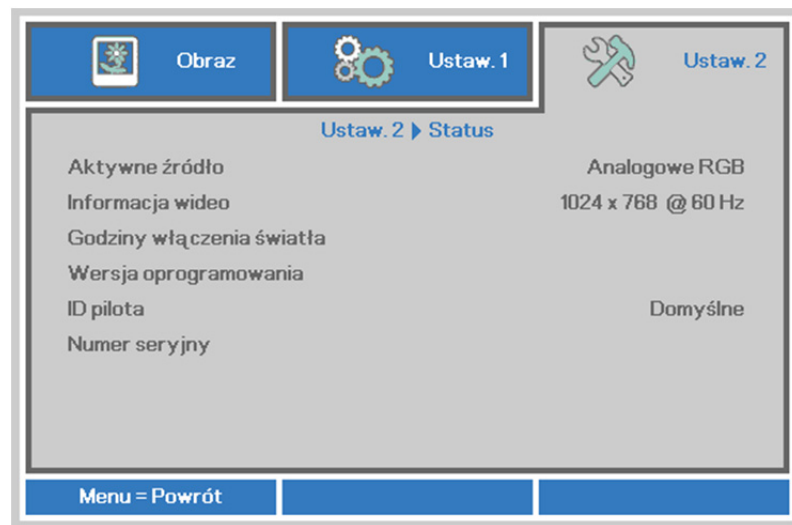 Obraz
Ustaw. 1
Ustaw. 2
Ustaw. 2 Status
Aktywne źródło Analogowe RGB
Informacja wideo 1024 x 768 @ 60 Hz
Godziny włączenia światła
Wersja oprogramowania
ID pilota Domyślne
Numer seryjny
Menu = Powrót